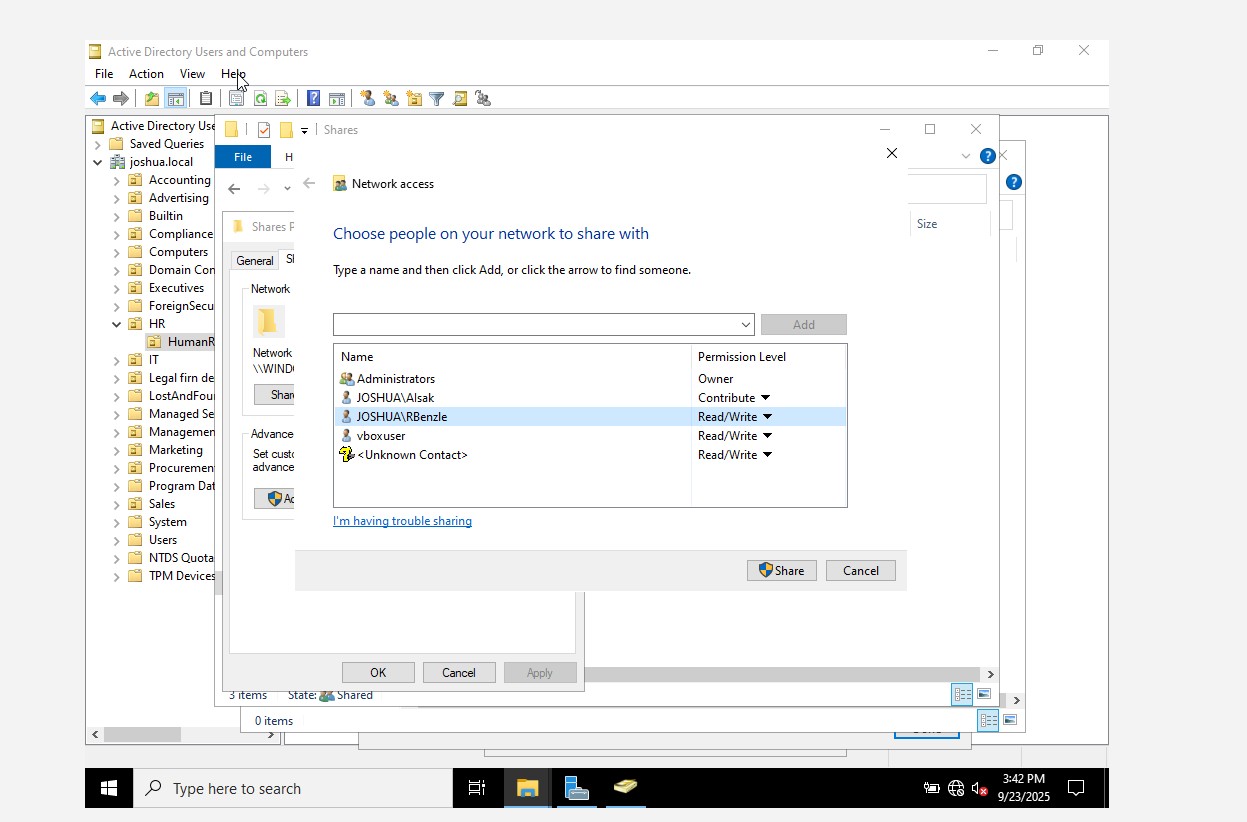 Active Directory Users and Computers
File Action View Help
Active Directory Use
Saved Queries
joshua.local
Accounting
Advertising
Builtin
Compliance
Computers
Domain Con
Executives
ForeignSecu
HR
HumanR
IT
Legal firn de
LostAndFou
Managed Se
Managemen
Marketing
Procuremen
Program Dat
Sales
System
Users
NTDS Quota
TPM Devices
Shares
File H
Size
Shares P
General Sh
Network
Network
\\WINDO
Share
Advance
Set custo
advance
Ad
OK Cancel Apply
3 items State: Shared
0 items
Network access
Choose people on your network to share with
Type a name and then click Add, or click the arrow to find someone.
Add
Name Permission Level
Administrators Owner
JOSHUA\Alsak Contribute
JOSHUA\RBenzle Read/Write
vboxuser Read/Write
<Unknown Contact> Read/Write
I'm having trouble sharing
Share Cancel
Type here to search
3:42 PM
9/23/2025